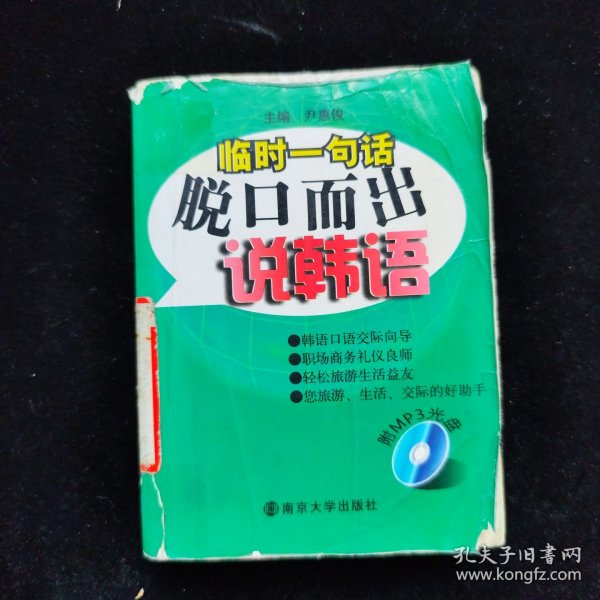 主编 尹惠俊
临时一句话
脱口而出
说韩语
●韩语口语交际向导
●职场商务礼仪良师
●轻松旅游生活益友
●您旅游、生活、交际的好助手
附MP3光盘
南京大学出版社
孔夫子旧书网
www.kongfz.com